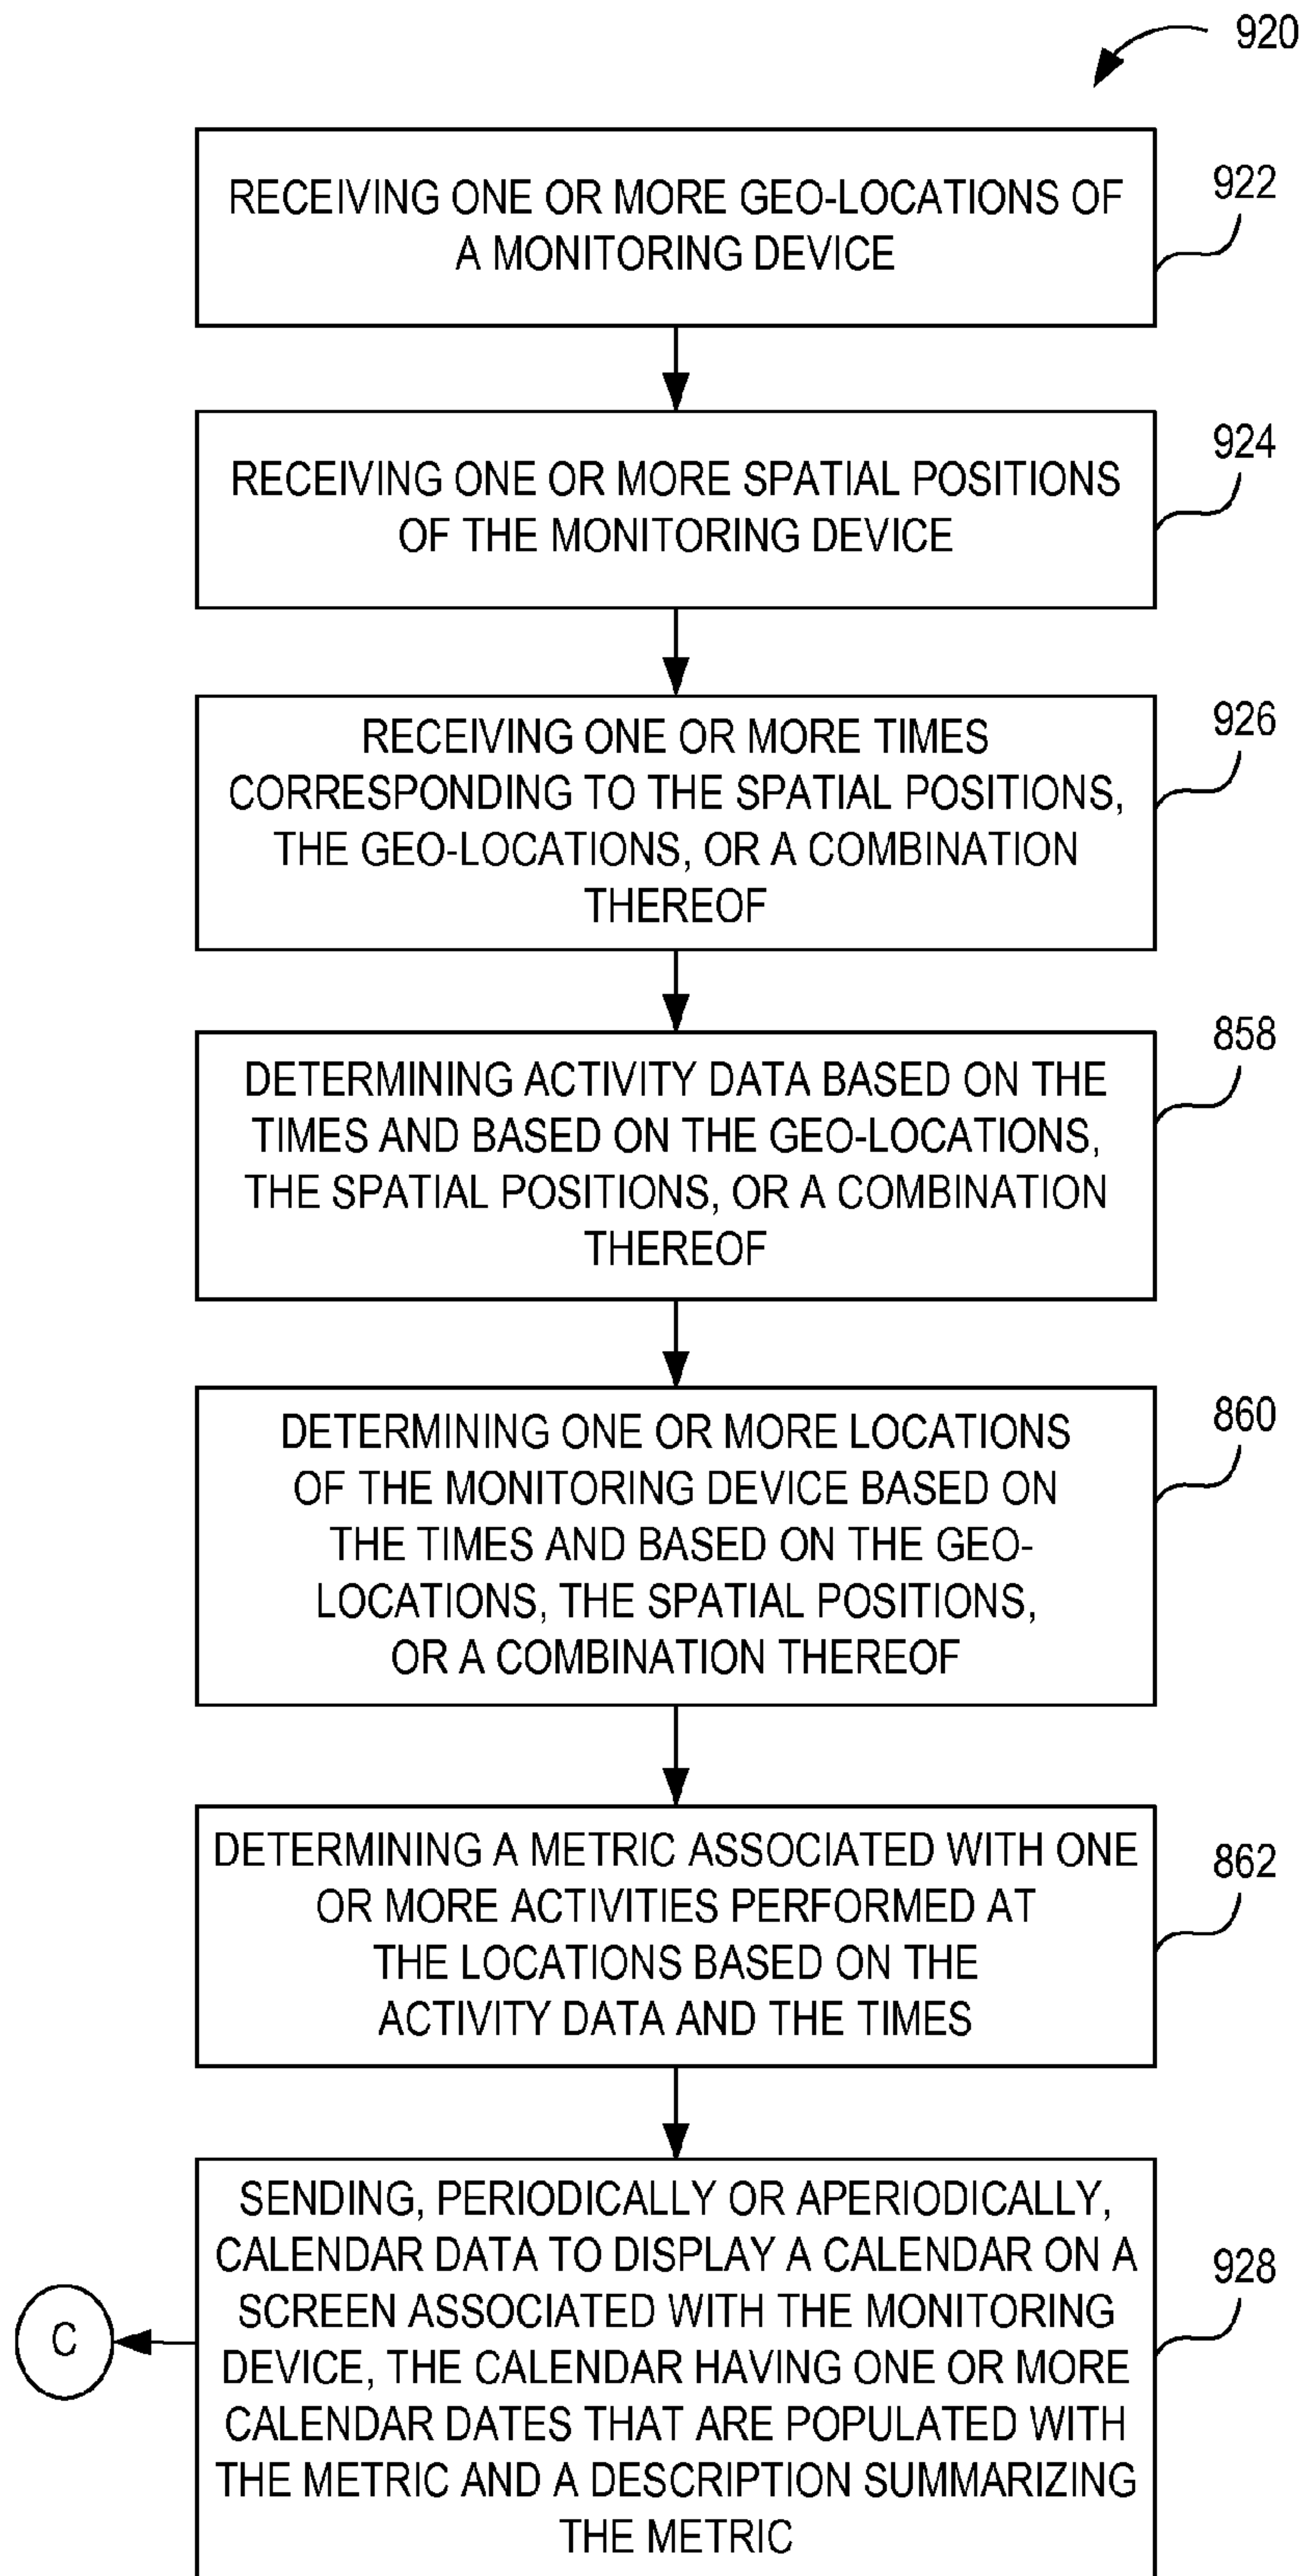 920
RECEIVING ONE OR MORE GEO-LOCATIONS OF
A MONITORING DEVICE
922
RECEIVING ONE OR MORE SPATIAL POSITIONS
OF THE MONITORING DEVICE
924
RECEIVING ONE OR MORE TIMES
CORRESPONDING TO THE SPATIAL POSITIONS,
THE GEO-LOCATIONS, OR A COMBINATION
THEREOF
926
DETERMINING ACTIVITY DATA BASED ON THE
TIMES AND BASED ON THE GEO-LOCATIONS,
THE SPATIAL POSITIONS, OR A COMBINATION
THEREOF
858
DETERMINING ONE OR MORE LOCATIONS
OF THE MONITORING DEVICE BASED ON
THE TIMES AND BASED ON THE GEO-
LOCATIONS, THE SPATIAL POSITIONS,
OR A COMBINATION THEREOF
860
DETERMINING A METRIC ASSOCIATED WITH ONE
OR MORE ACTIVITIES PERFORMED AT
THE LOCATIONS BASED ON THE
ACTIVITY DATA AND THE TIMES
862
SENDING, PERIODICALLY OR APERIODICALLY,
CALENDAR DATA TO DISPLAY A CALENDAR ON A
SCREEN ASSOCIATED WITH THE MONITORING
DEVICE, THE CALENDAR HAVING ONE OR MORE
CALENDAR DATES THAT ARE POPULATED WITH
THE METRIC AND A DESCRIPTION SUMMARIZING
THE METRIC
928
C